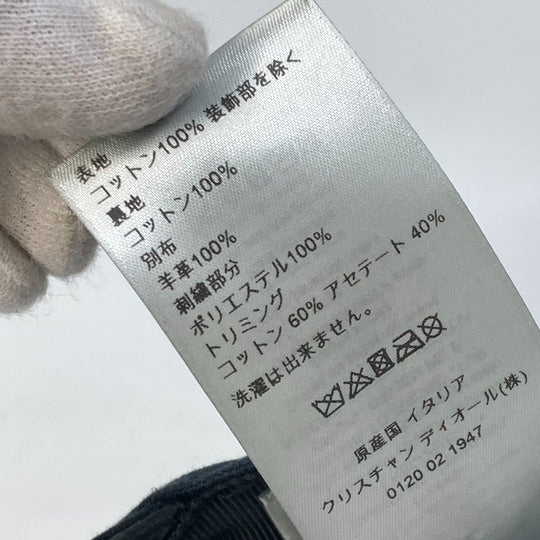 表地
コットン100% 装飾部を除く
裏地
コットン100%
別布
羊革100%
刺繍部分
ポリエステル100%
トリミング
コットン 60% アセテート 40%
洗濯は出来ません。
原産国 イタリア
クリスチャン ディオール(株)
0120 02 1947